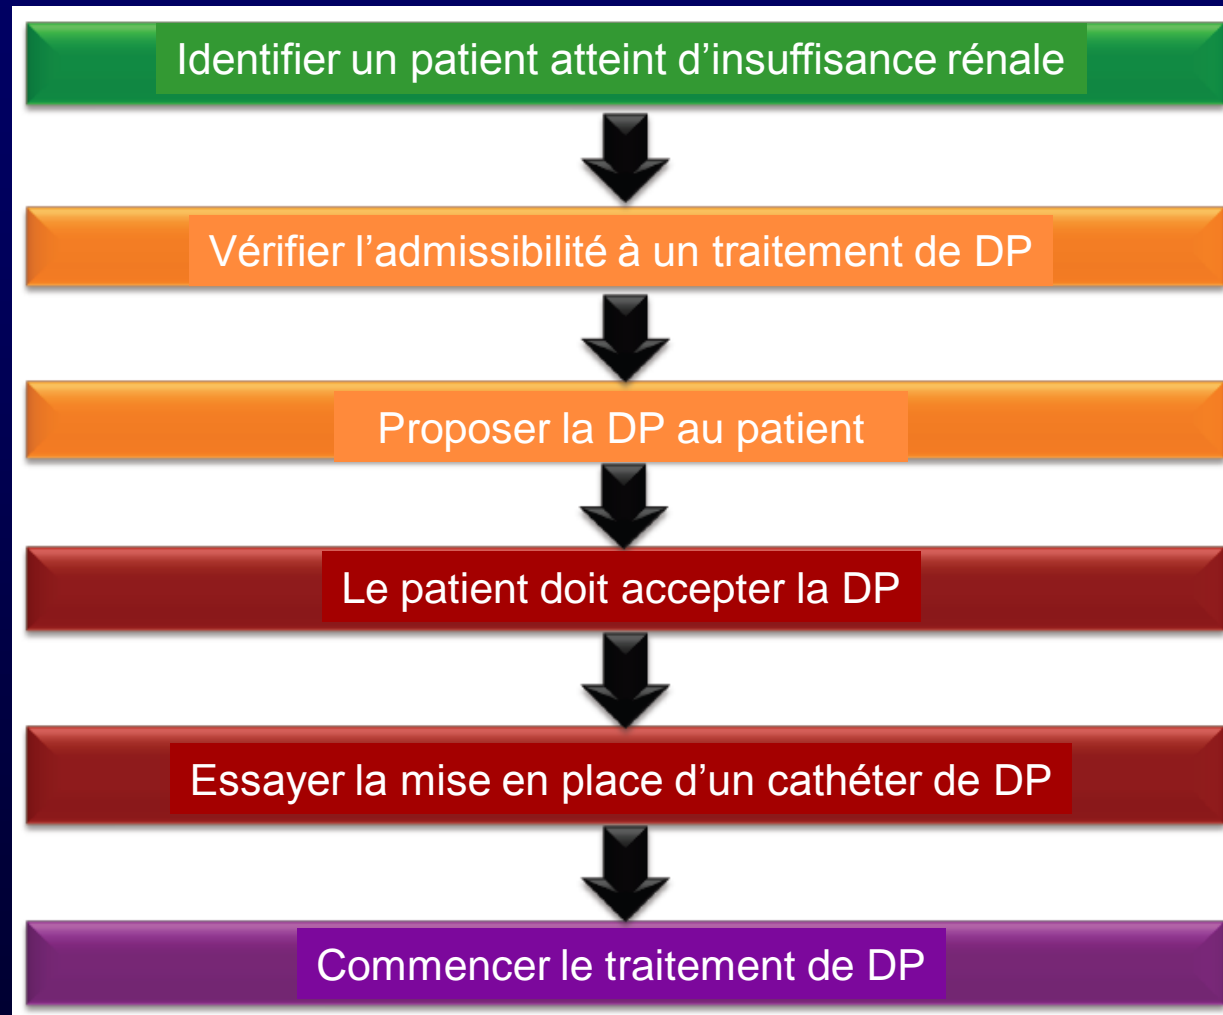 Identifier un patient atteint d’insuffisance rénale
Vérifier l’admissibilité à un traitement de DP
Proposer la DP au patient
Le patient doit accepter la DP
Essayer la mise en place d’un cathéter de DP
Commencer le traitement de DP